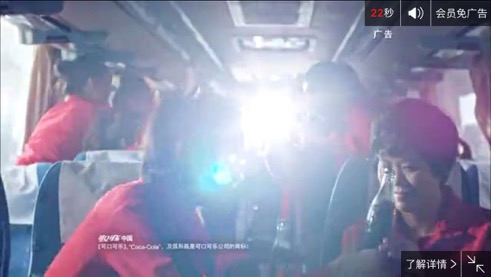 22秒
会员免广告
广告
可口可乐 中国
[可口可乐],"Coca-Cola", 及弧形瓶是可口可乐公司的商标。
了解详情 >